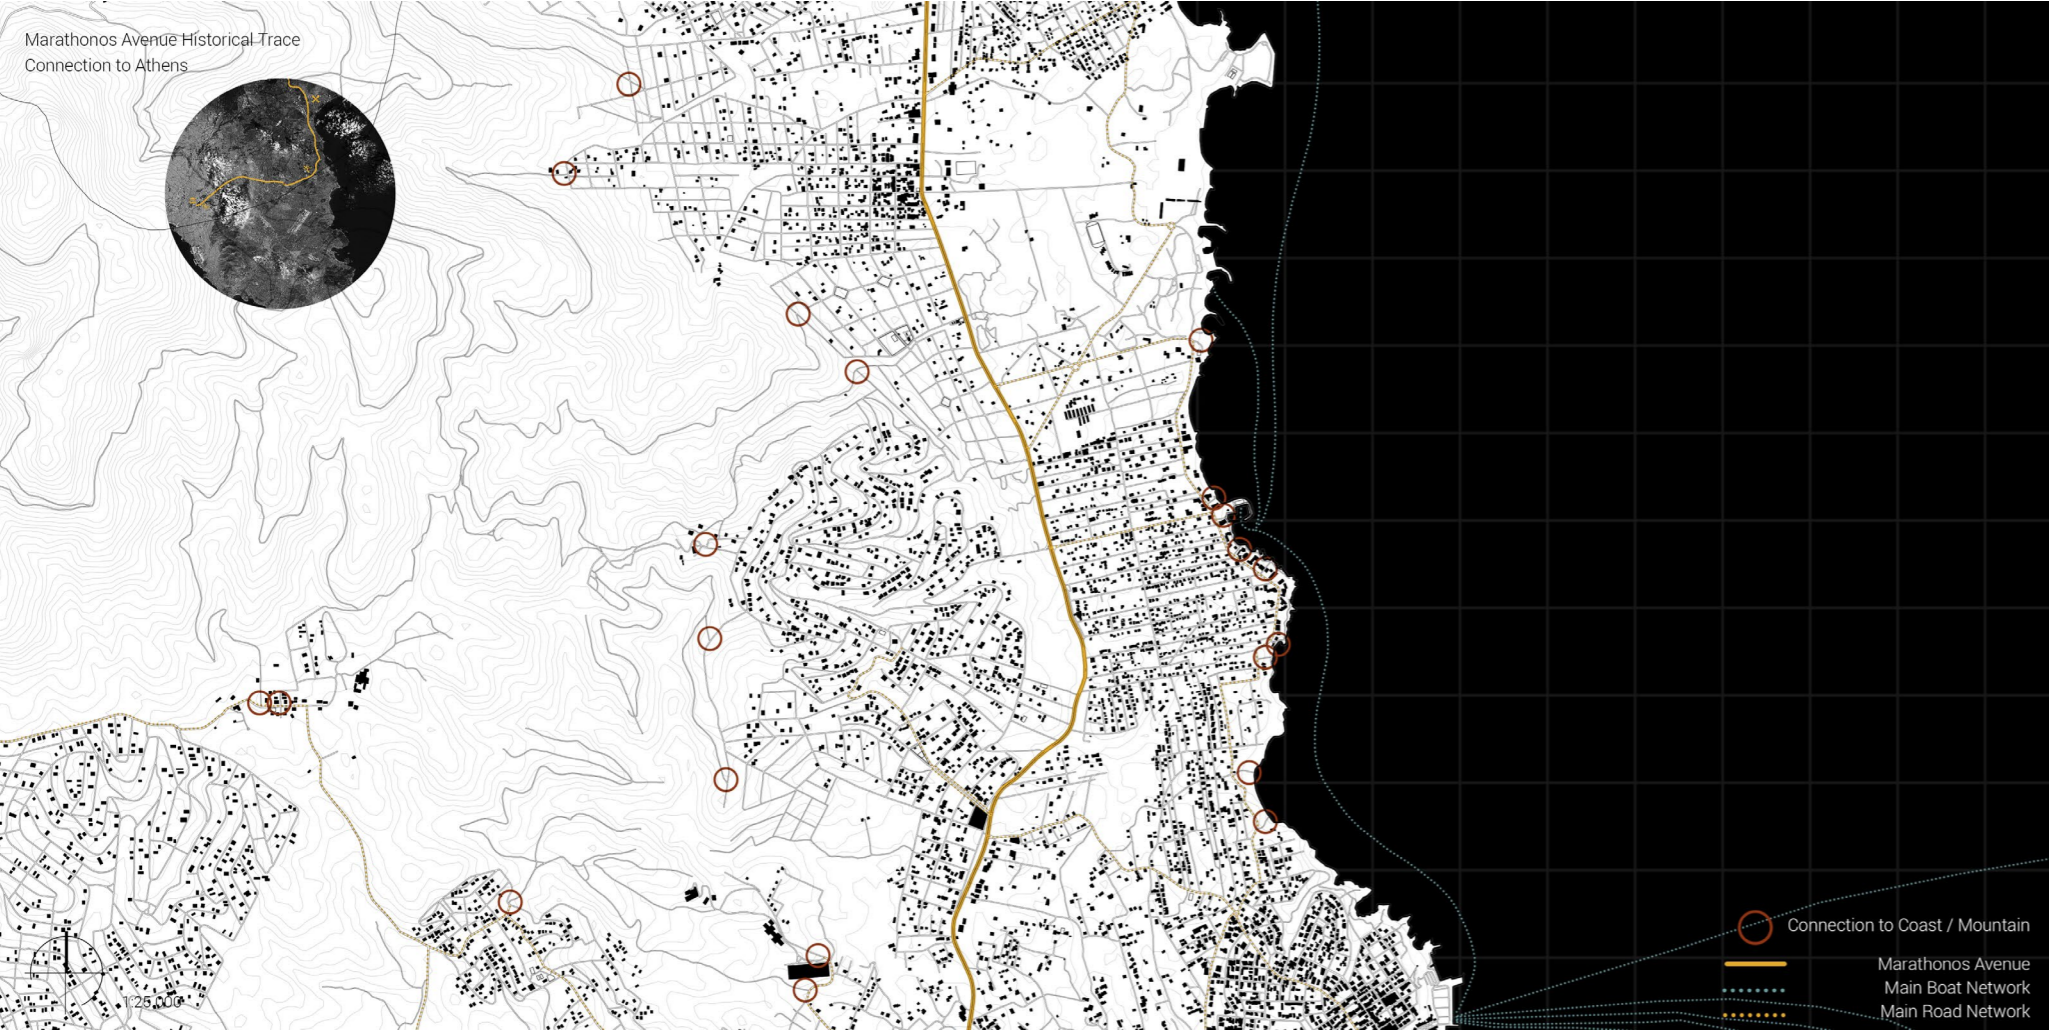 Marathonos Avenue Historical Trace
Connection to Athens
1:25.000
Connection to Coast / Mountain
Marathonos Avenue
Main Boat Network
Main Road Network